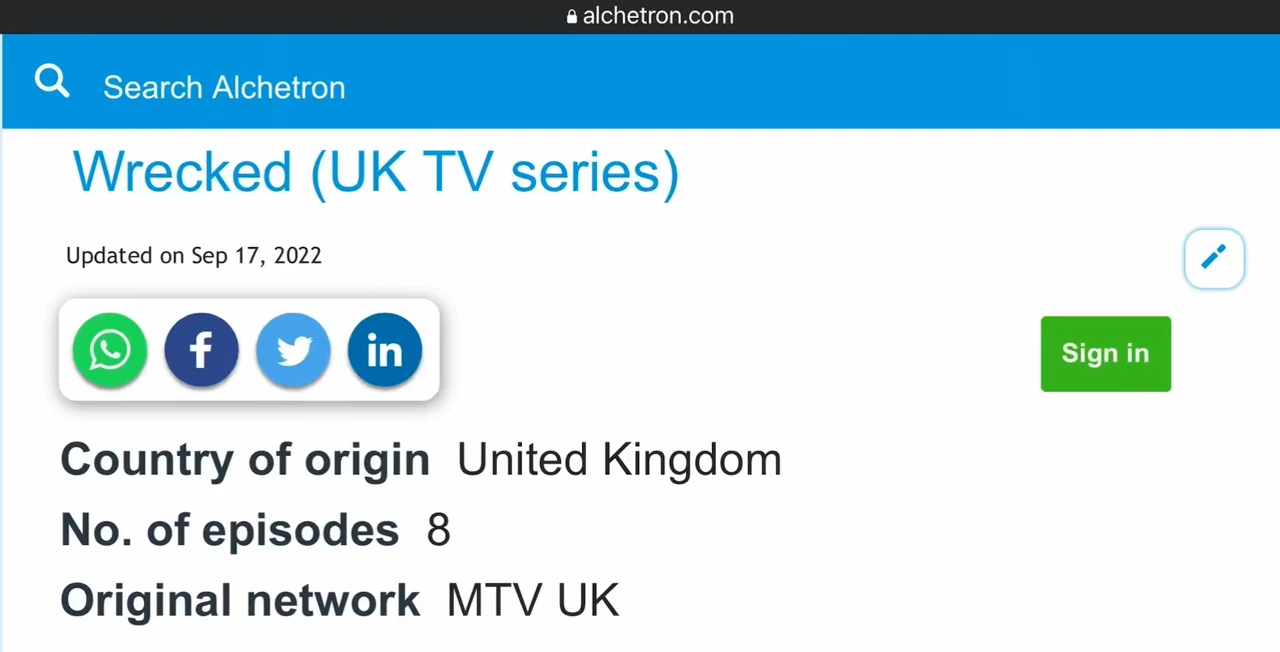 alchetron.com
Search Alchetron
Wrecked (UK TV series)
Updated on Sep 17, 2022
Sign in
Country of origin United Kingdom
No. of episodes 8
Original network MTV UK